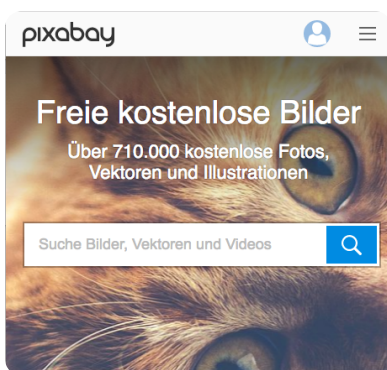 pixabay
Freie kostenlose Bilder
Über 710.000 kostenlose Fotos,
Vektoren und Illustrationen
Suche Bilder, Vektoren und Videos